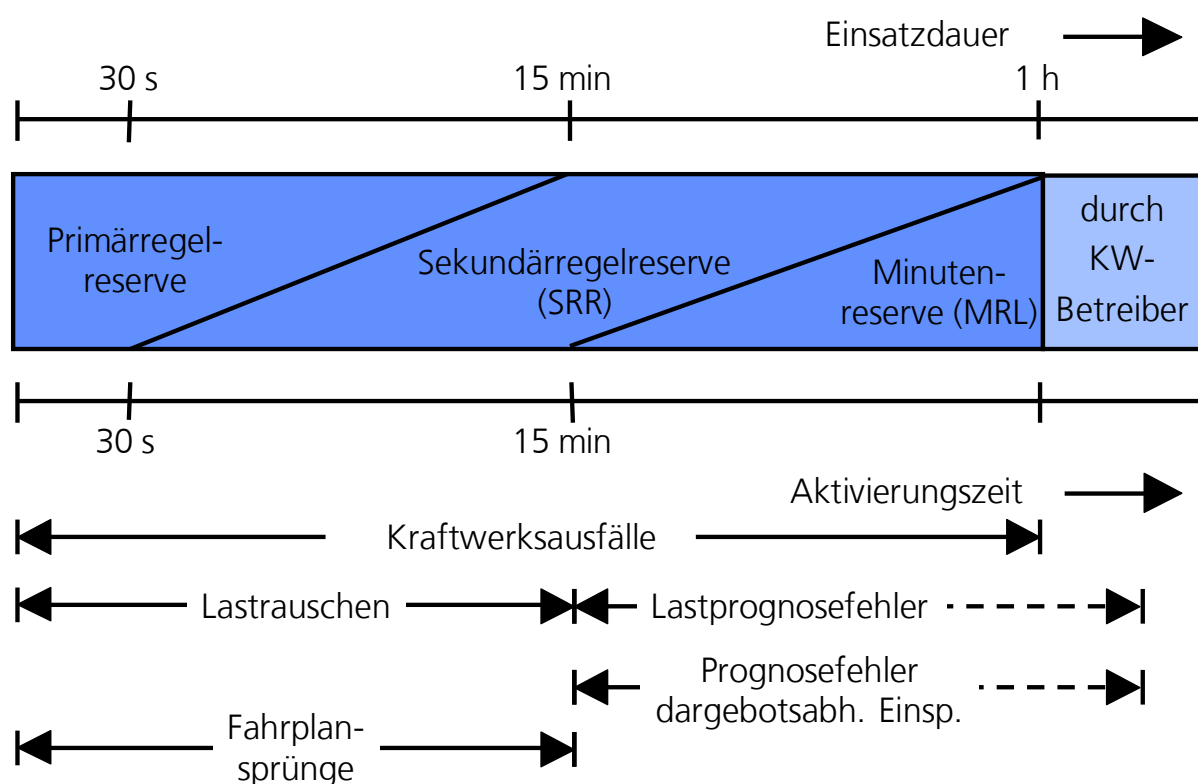 Einsatzdauer
30 s
15 min
1 h
Primärregel-
reserve
Sekundärregelreserve
(SRR)
Minuten-
reserve (MRL)
durch
KW-
Betreiber
30 s
15 min
Aktivierungszeit
Kraftwerksausfälle
Lastrauschen
Lastprognosefehler
Prognosefehler
dargebotsabh. Einsp.
Fahrplan-
sprünge